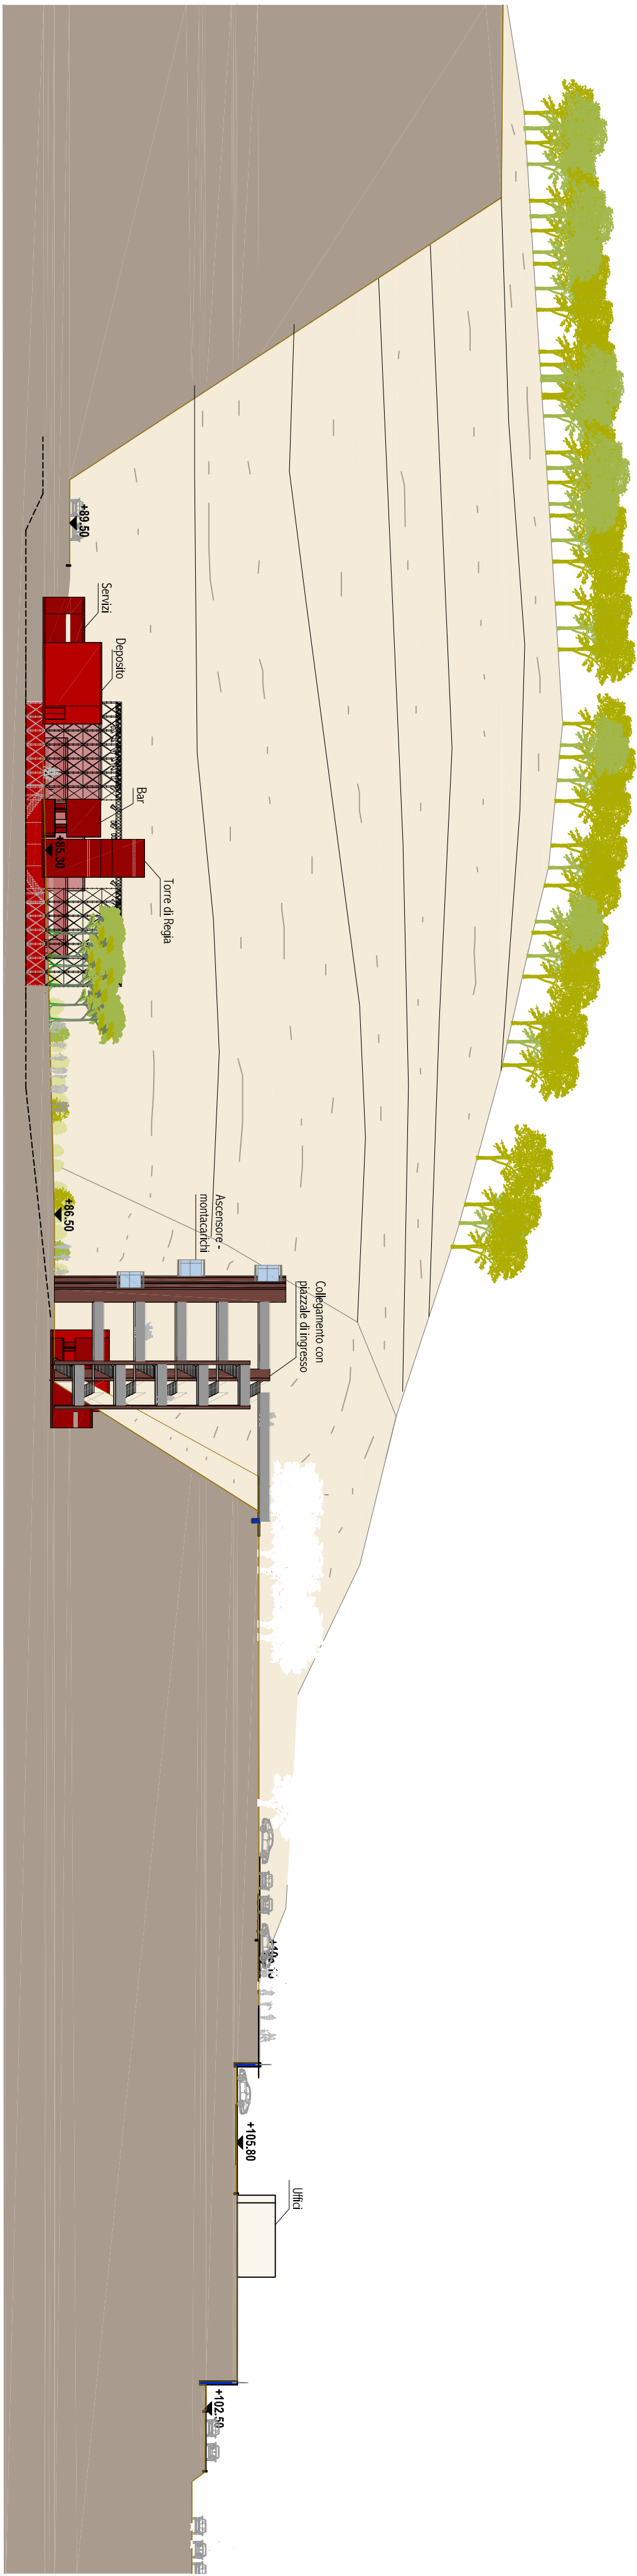 +89.50
Servizi
Deposito
Bar
+85.30
Torre di Regia
+86.50
Ascensore -
montacarichi
Collegamento con
piazzale di ingresso
+105.80
Uffici
+102.50